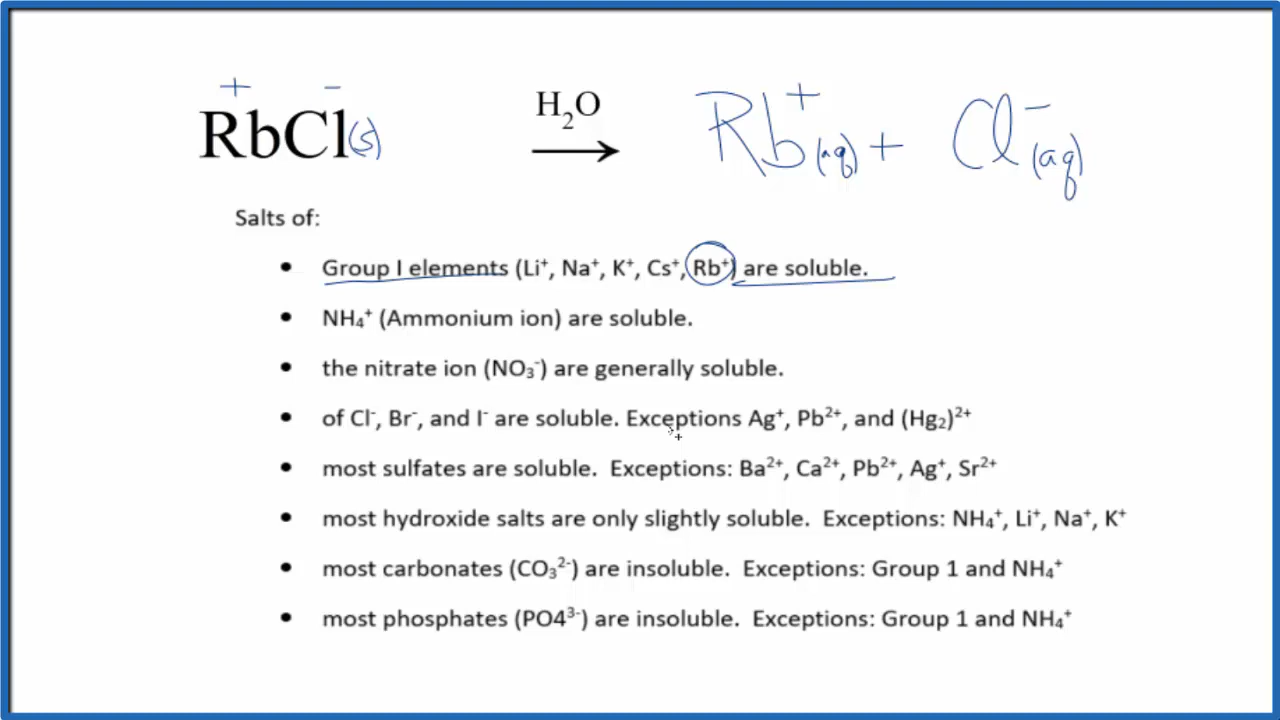 RbCl(s) + - H₂O → Rb⁺(aq) + Cl⁻(aq)
Salts of:
• Group I elements (Li⁺, Na⁺, K⁺, Cs⁺, Rb⁺) are soluble.
• NH₄⁺ (Ammonium ion) are soluble.
• the nitrate ion (NO₃⁻) are generally soluble.
• of Cl⁻, Br⁻, and I⁻ are soluble. Exceptions Ag⁺, Pb²⁺, and (Hg₂)²⁺
• most sulfates are soluble. Exceptions: Ba²⁺, Ca²⁺, Pb²⁺, Ag⁺, Sr²⁺
• most hydroxide salts are only slightly soluble. Exceptions: NH₄⁺, Li⁺, Na⁺, K⁺
• most carbonates (CO₃²⁻) are insoluble. Exceptions: Group 1 and NH₄⁺
• most phosphates (PO4³⁻) are insoluble. Exceptions: Group 1 and NH₄⁺